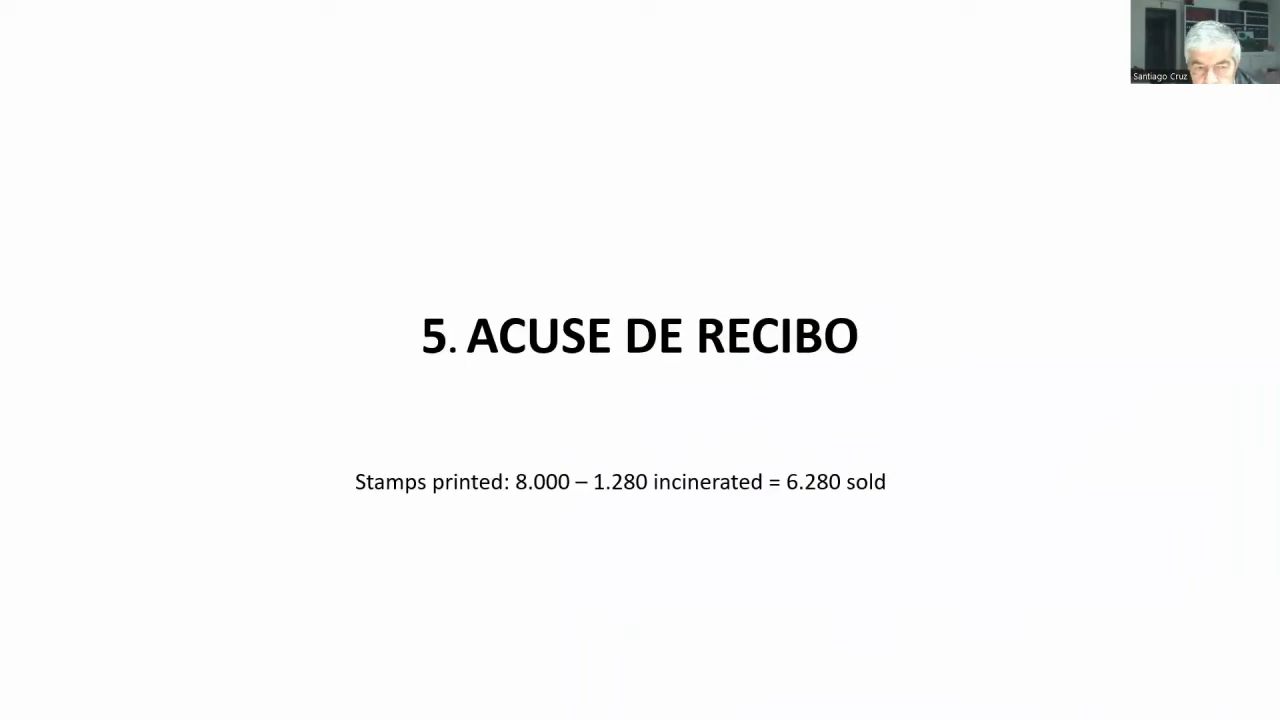 Santiago Cruz
5. ACUSE DE RECIBO
Stamps printed: 8.000 – 1.280 incinerated = 6.280 sold